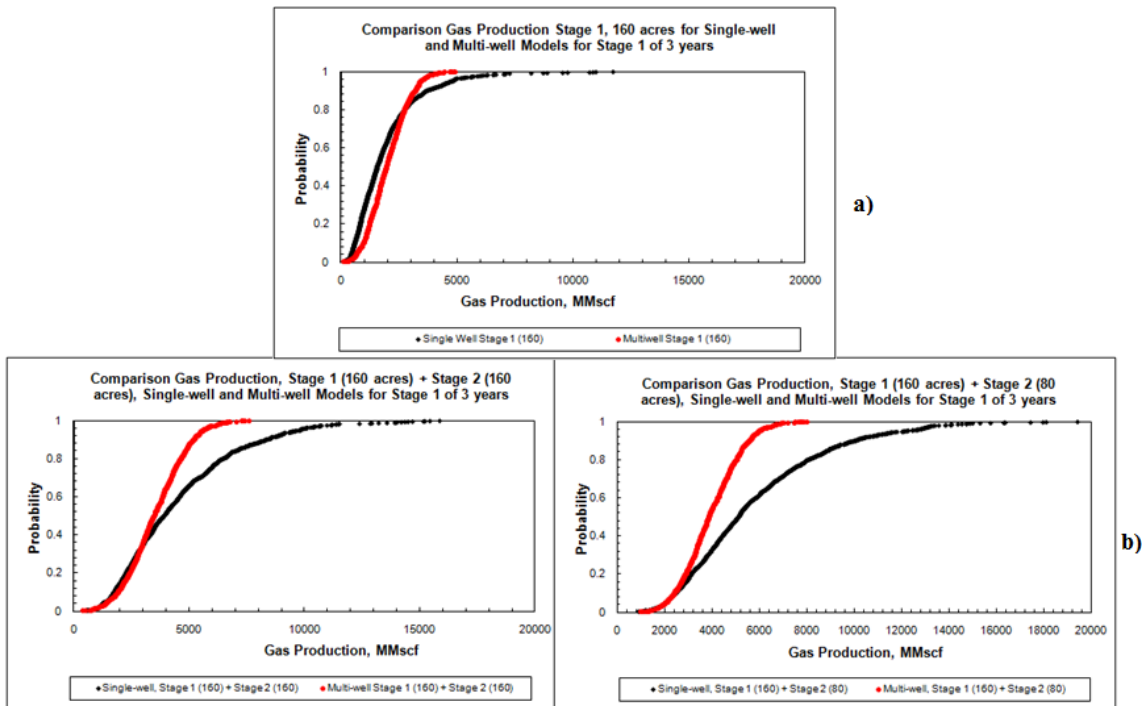 Comparison Gas Production Stage 1, 160 acres for Single-well
and Multi-well Models for Stage 1 of 3 years
1
0.8
0.6
0.4
0.2
0
Probability
0 5000 10000 15000 20000
Gas Production, MMscf
Single Well Stage 1 (160) Multiwell Stage 1 (160)
a)
Comparison Gas Production, Stage 1 (160 acres) + Stage 2 (160
acres), Single-well and Multi-well Models for Stage 1 of 3 years
1
0.8
0.6
0.4
0.2
0
Probability
0 5000 10000 15000 20000
Gas Production, MMscf
Single-well, Stage 1 (160) + Stage 2 (160) Multi-well Stage 1 (160) + Stage 2 (160)
Comparison Gas Production, Stage 1 (160 acres) + Stage 2 (80
acres), Single-well and Multi-well Models for Stage 1 of 3 years
1
0.8
0.6
0.4
0.2
0
Probability
0 2000 4000 6000 8000 10000 12000 14000 16000 18000 20000
Gas Production, MMscf
Single-well, Stage 1 (160) + Stage 2 (80) Multi-well, Stage 1 (160) + Stage 2 (80)
b)